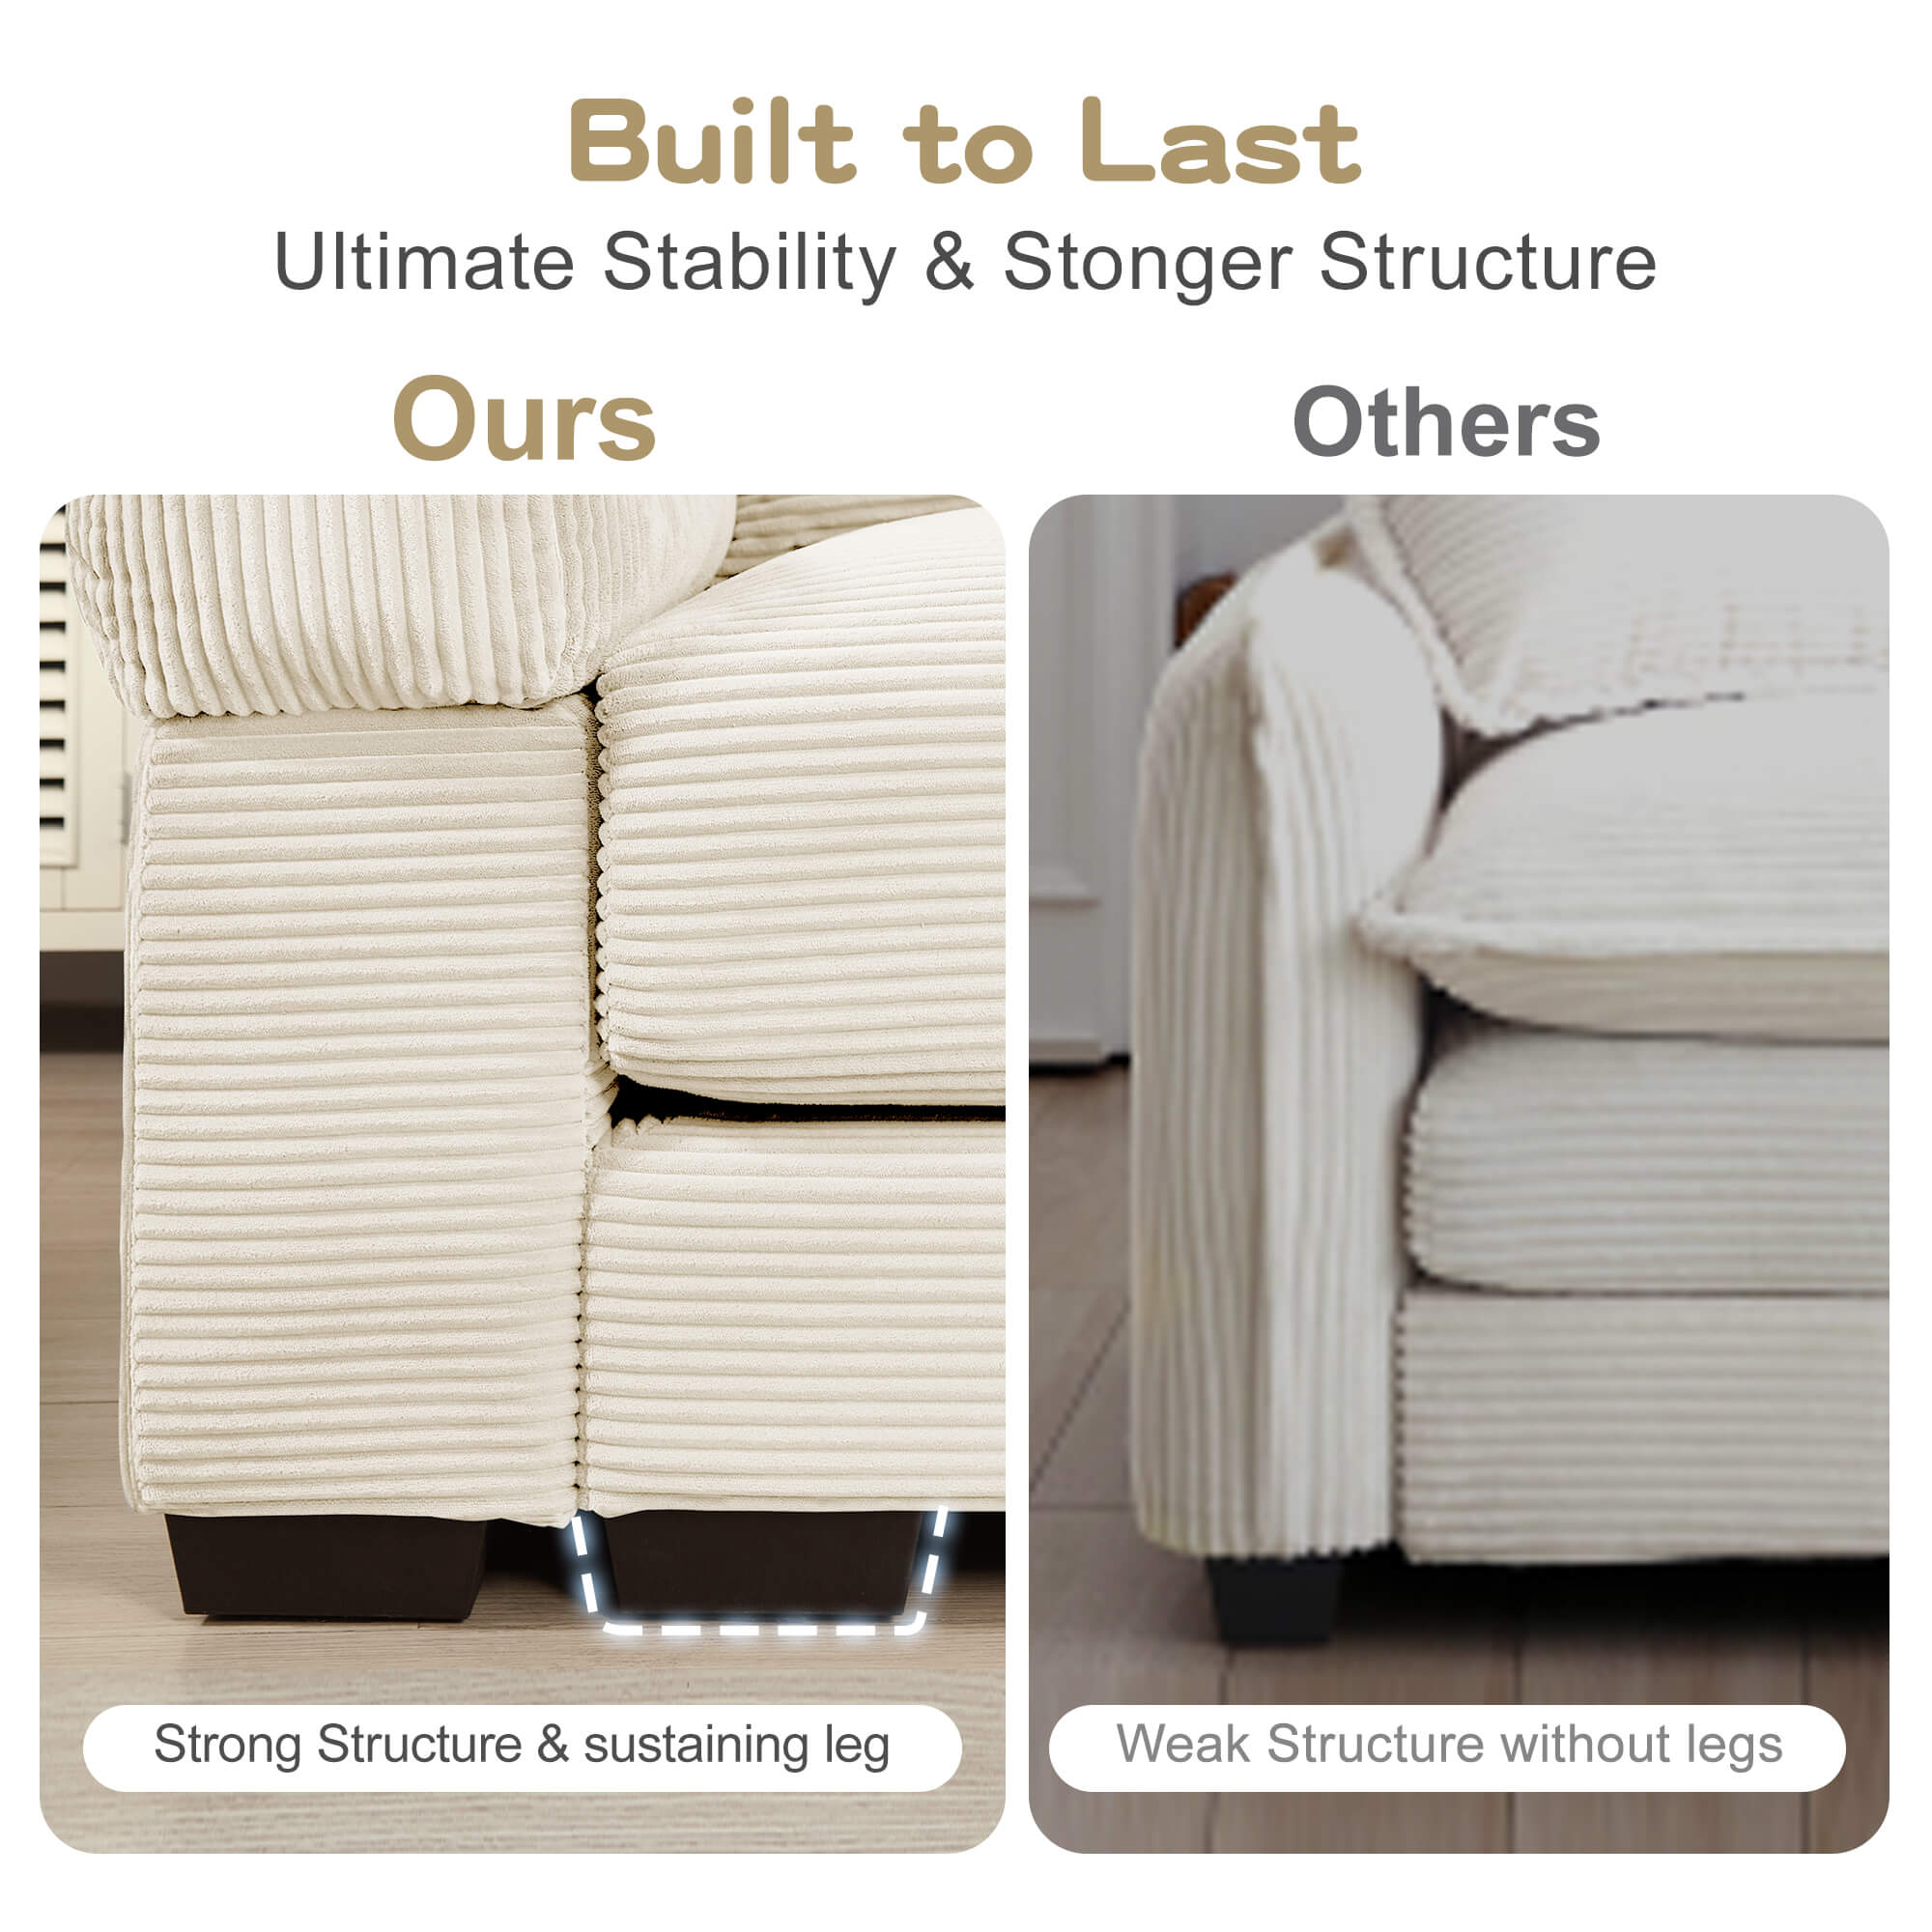 Built to Last
Ultimate Stability & Stonger Structure
Ours
Others
Strong Structure & sustaining leg
Weak Structure without legs